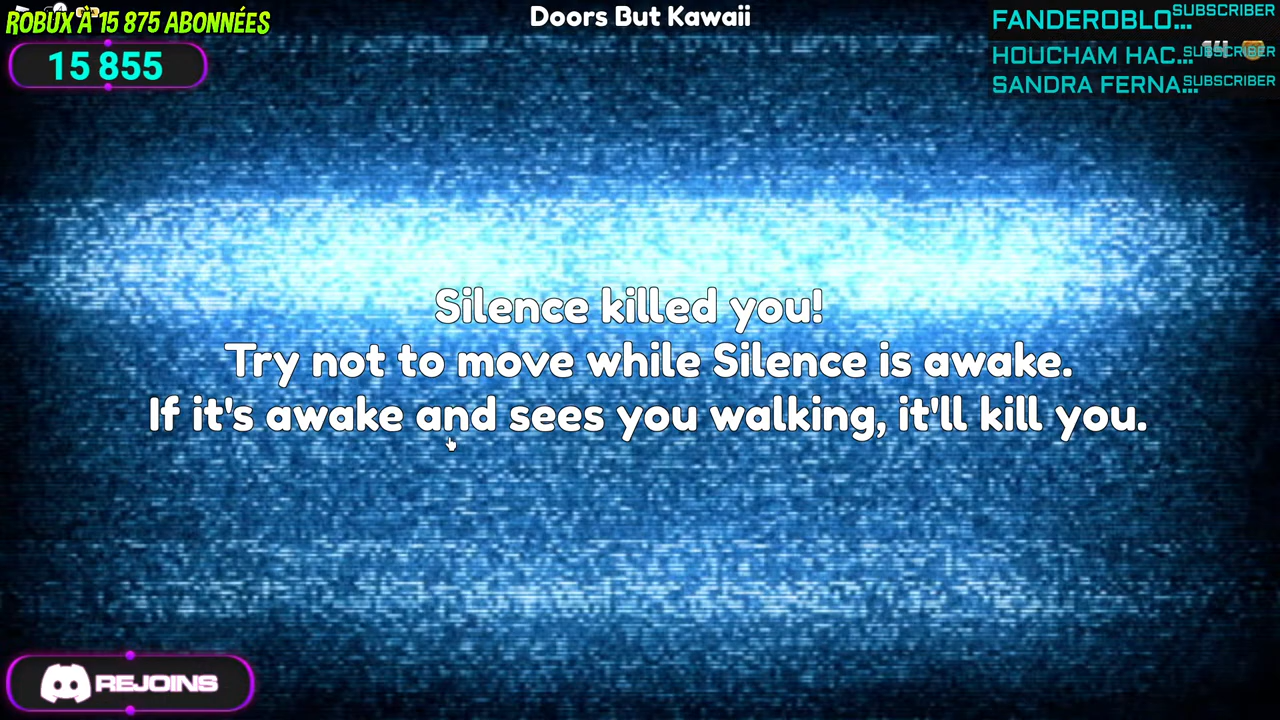 ROBUX À 15 875 ABONNÉES
15 855
Doors But Kawaii
FANDEROBLO... SUBSCRIBER
HOUCHAM HAC... SUBSCRIBER
SANDRA FERNA... SUBSCRIBER
Silence killed you!
Try not to move while Silence is awake.
If it's awake and sees you walking, it'll kill you.
REJOINS